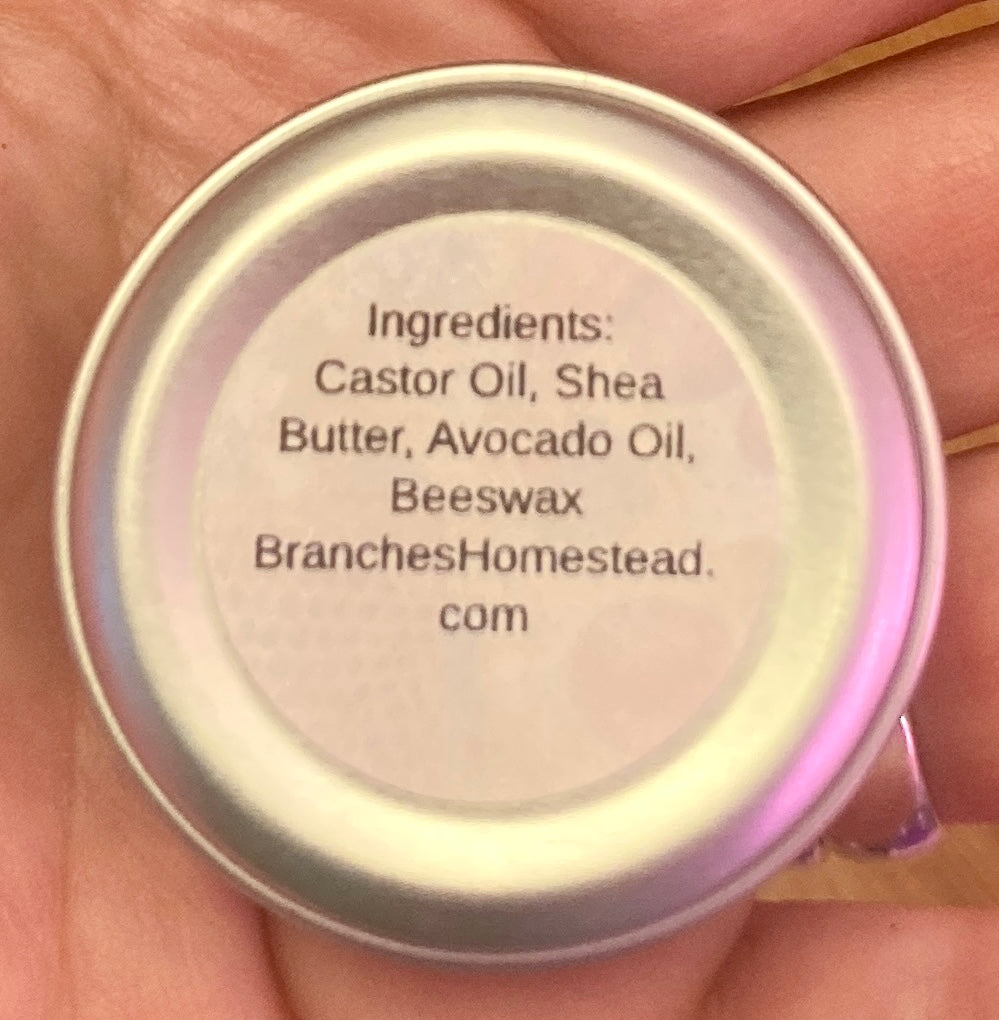 Ingredients:
Castor Oil, Shea
Butter, Avocado Oil,
Beeswax
BranchesHomestead.
com